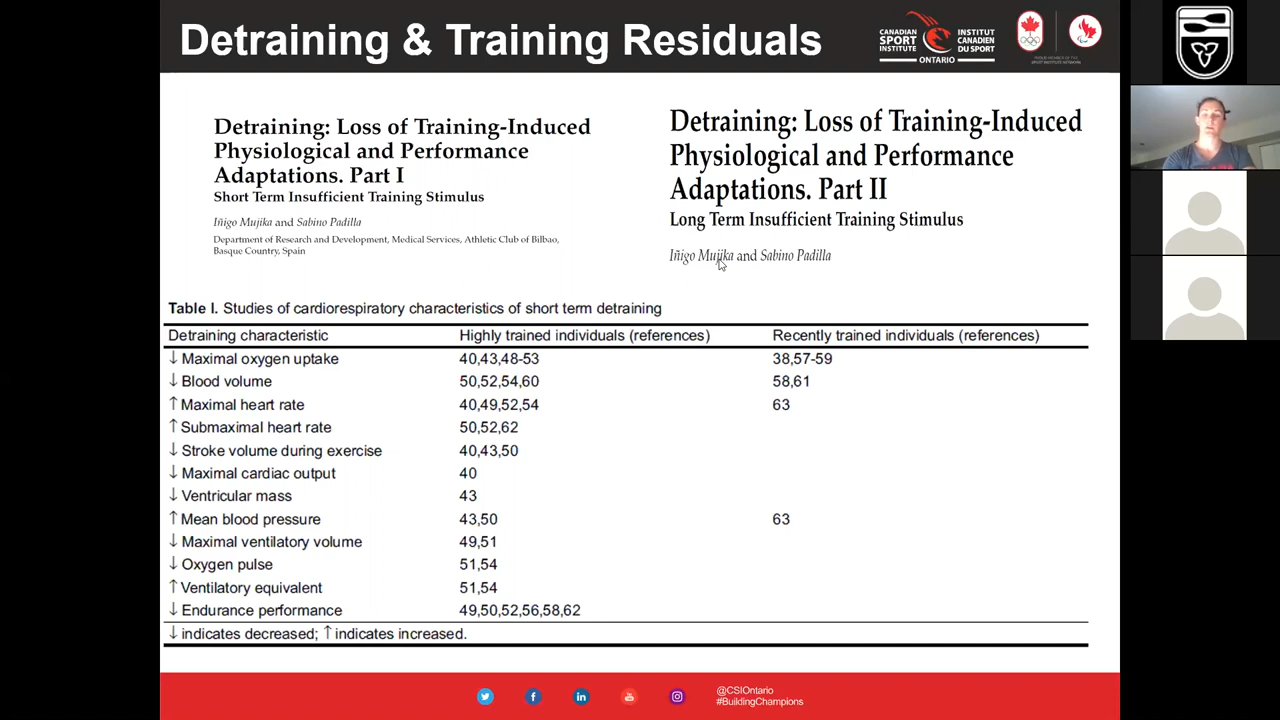 Detraining & Training Residuals
CANADIAN
SPORT
INSTITUTE
ONTARIO
INSTITUT
CANADIEN
DU SPORT
Detraining: Loss of Training-Induced
Physiological and Performance
Adaptations. Part I
Short Term Insufficient Training Stimulus
Iñigo Mujika and Sabino Padilla
Department of Research and Development, Medical Services, Athletic Club of Bilbao,
Basque Country, Spain
Detraining: Loss of Training-Induced
Physiological and Performance
Adaptations. Part II
Long Term Insufficient Training Stimulus
Iñigo Mujika and Sabino Padilla
Table I. Studies of cardiorespiratory characteristics of short term detraining
Detraining characteristic Highly trained individuals (references) Recently trained individuals (references)
↓ Maximal oxygen uptake 40,43,48-53 38,57-59
↓ Blood volume 50,52,54,60 58,61
↑ Maximal heart rate 40,49,52,54 63
↑ Submaximal heart rate 50,52,62
↓ Stroke volume during exercise 40,43,50
↓ Maximal cardiac output 40
↓ Ventricular mass 43
↑ Mean blood pressure 43,50 63
↓ Maximal ventilatory volume 49,51
↓ Oxygen pulse 51,54
↑ Ventilatory equivalent 51,54
↓ Endurance performance 49,50,52,56,58,62
↓ indicates decreased; ↑ indicates increased.
@CSIOntario
#BuildingChampions